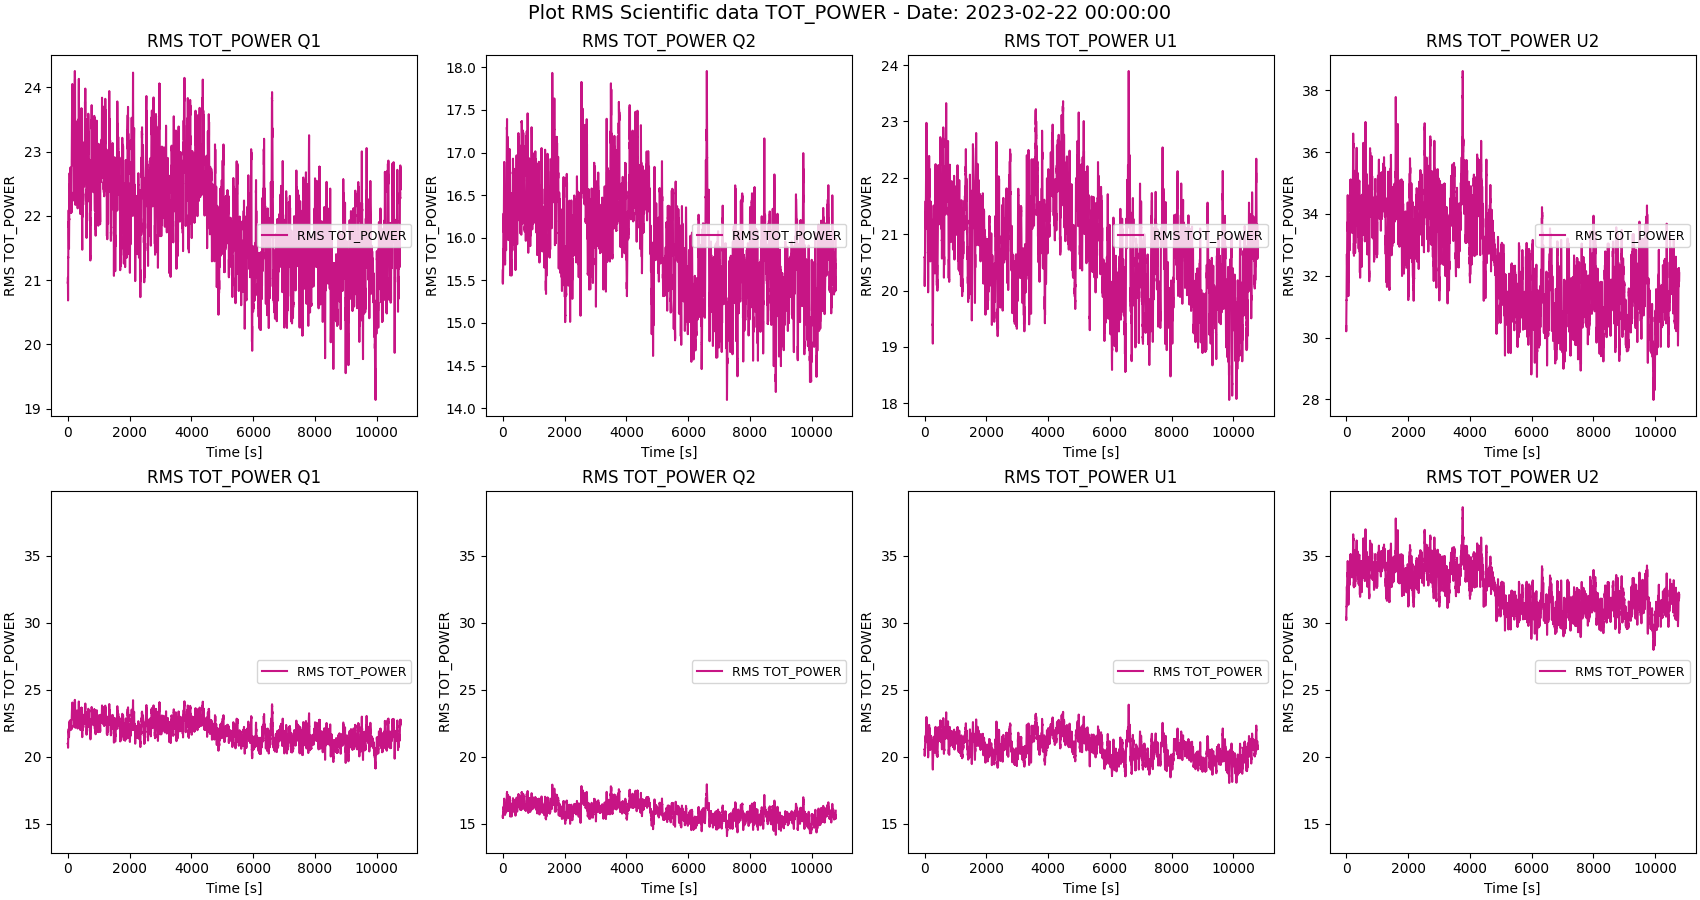 Plot RMS Scientific data TOT_POWER - Date: 2023-02-22 00:00:00
RMS TOT_POWER Q1
RMS TOT_POWER
24
23
22
21
20
19
RMS TOT_POWER
0 2000 4000 6000 8000 10000
Time [s]
RMS TOT_POWER Q2
RMS TOT_POWER
18.0
17.5
17.0
16.5
16.0
15.5
15.0
14.5
14.0
RMS TOT_POWER
0 2000 4000 6000 8000 10000
Time [s]
RMS TOT_POWER U1
RMS TOT_POWER
24
23
22
21
20
19
18
RMS TOT_POWER
0 2000 4000 6000 8000 10000
Time [s]
RMS TOT_POWER U2
RMS TOT_POWER
38
36
34
32
30
28
RMS TOT_POWER
0 2000 4000 6000 8000 10000
Time [s]
RMS TOT_POWER Q1
RMS TOT_POWER
35
30
25
20
15
RMS TOT_POWER
0 2000 4000 6000 8000 10000
Time [s]
RMS TOT_POWER Q2
RMS TOT_POWER
35
30
25
20
15
RMS TOT_POWER
0 2000 4000 6000 8000 10000
Time [s]
RMS TOT_POWER U1
RMS TOT_POWER
35
30
25
20
15
RMS TOT_POWER
0 2000 4000 6000 8000 10000
Time [s]
RMS TOT_POWER U2
RMS TOT_POWER
35
30
25
20
15
RMS TOT_POWER
0 2000 4000 6000 8000 10000
Time [s]